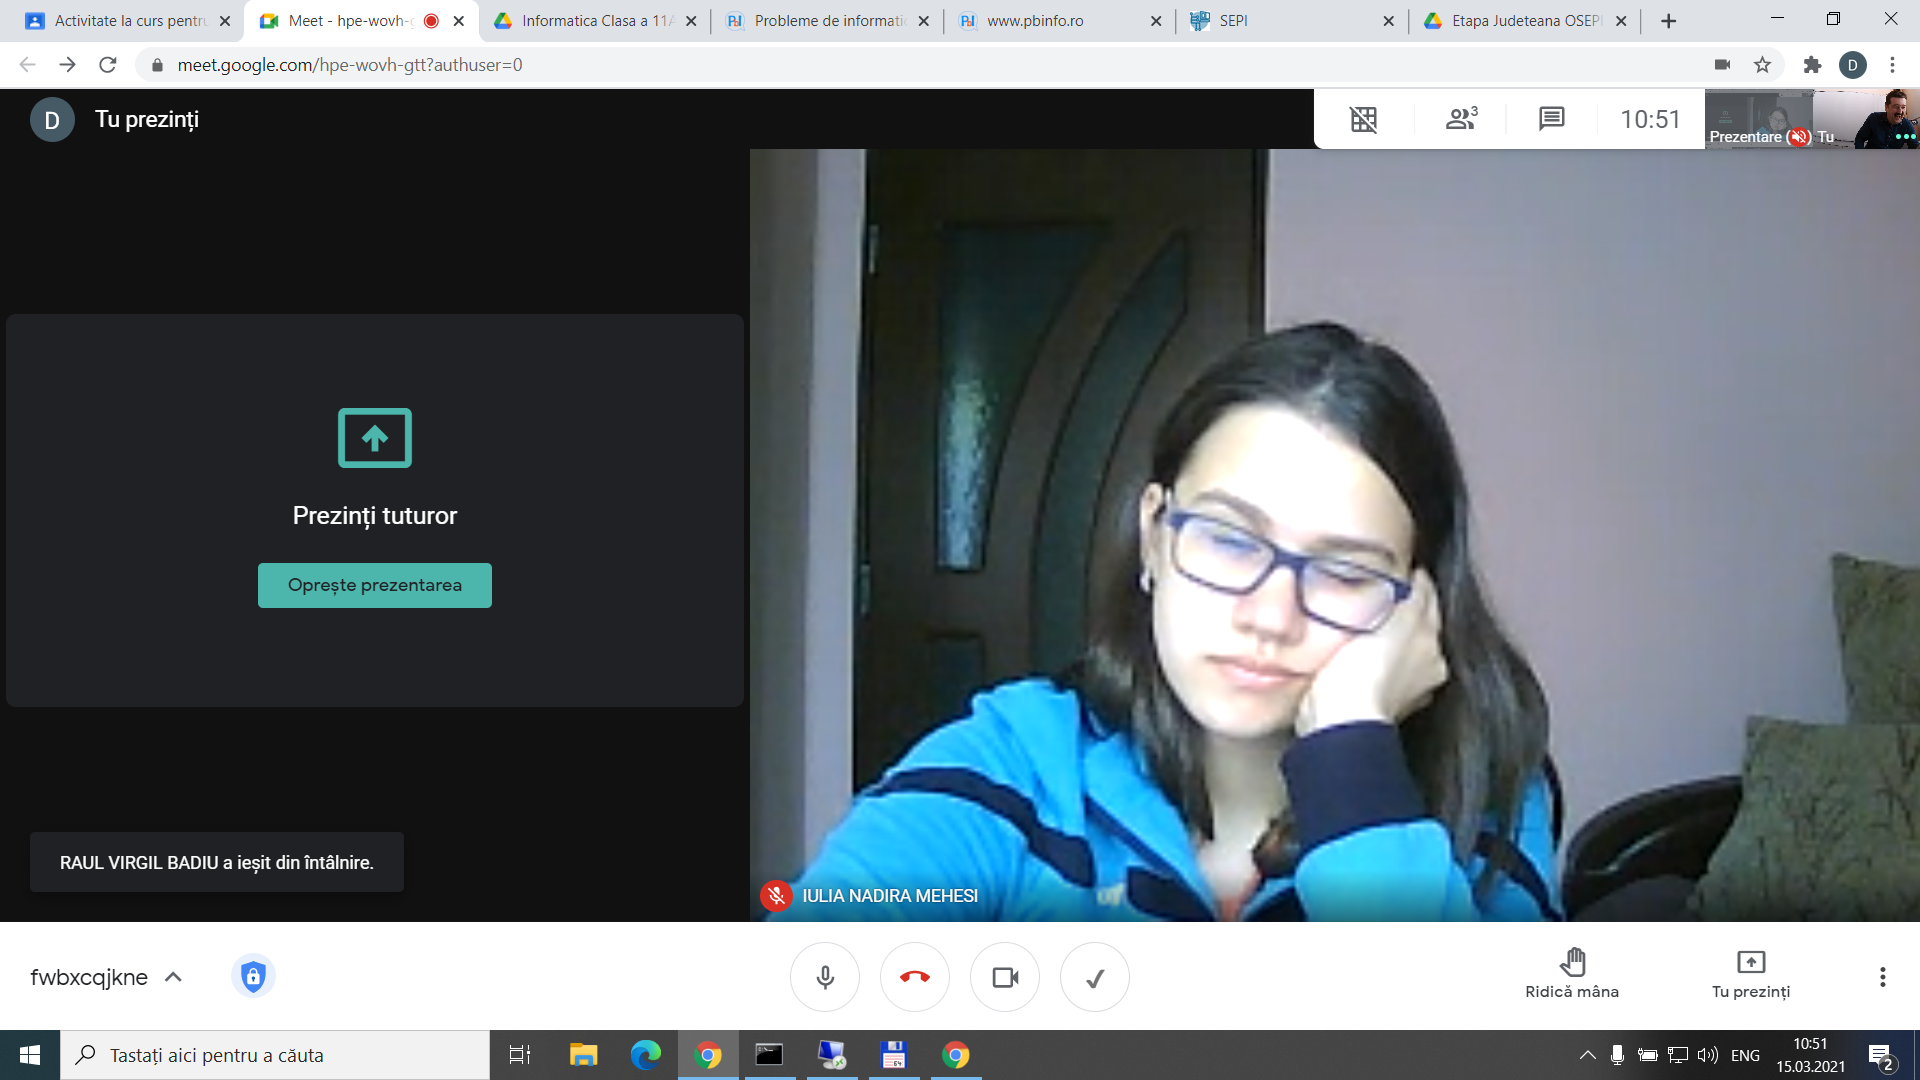 Activitate la curs pentru
Meet - hpe-wovh-g
Informatica Clasa a 11A
Probleme de informatic
www.pbinfo.ro
SEPI
Etapa Judeteana OSEPI
meet.google.com/hpe-wovh-gtt?authuser=0
D
D
Tu prezinți
3
10:51
Prezentare (
) Tu
Prezinți tuturor
Oprește prezentarea
RAUL VIRGIL BADIU a ieșit din întâlnire.
IULIA NADIRA MEHESI
fwbxcqjkne
Ridică mâna
Tu prezinți
Tastați aici pentru a căuta
64
ENG
10:51
15.03.2021
2